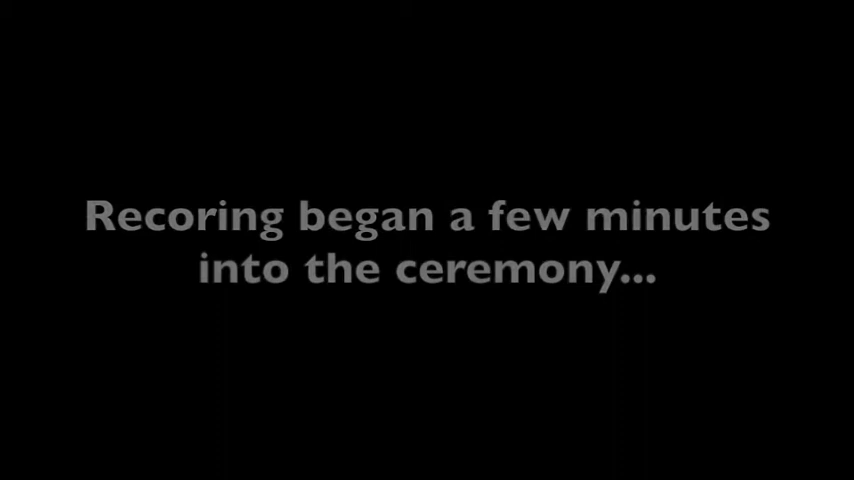 Recoring began a few minutes
into the ceremony...